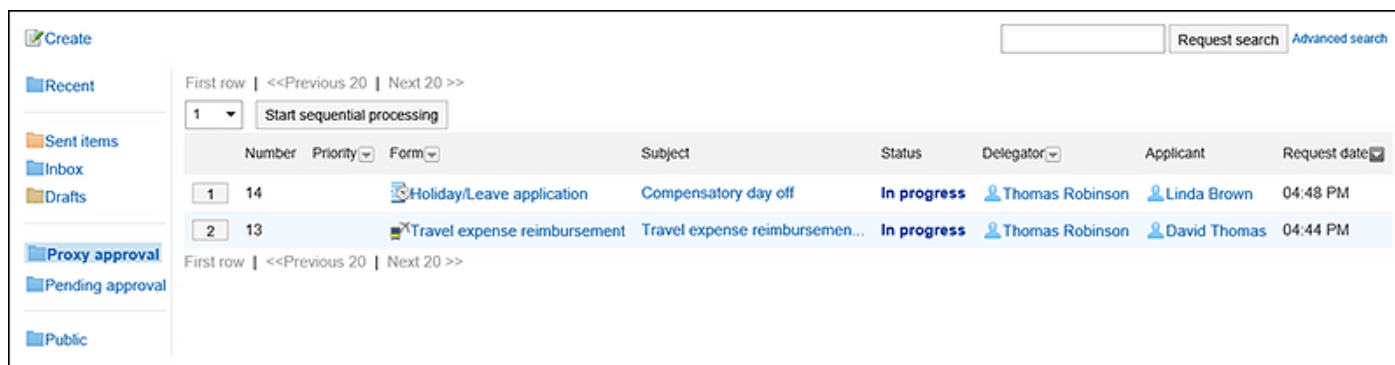 Create
Request search Advanced search
Recent
First row | <<Previous 20 | Next 20 >>
1 Start sequential processing
Sent items
Inbox
Drafts
Number Priority Form Subject Status Delegator Applicant Request date
1 14 Holiday/Leave application Compensatory day off In progress Thomas Robinson Linda Brown 04:48 PM
2 13 Travel expense reimbursement Travel expense reimbursemen... In progress Thomas Robinson David Thomas 04:44 PM
First row | <<Previous 20 | Next 20 >>
Proxy approval
Pending approval
Public